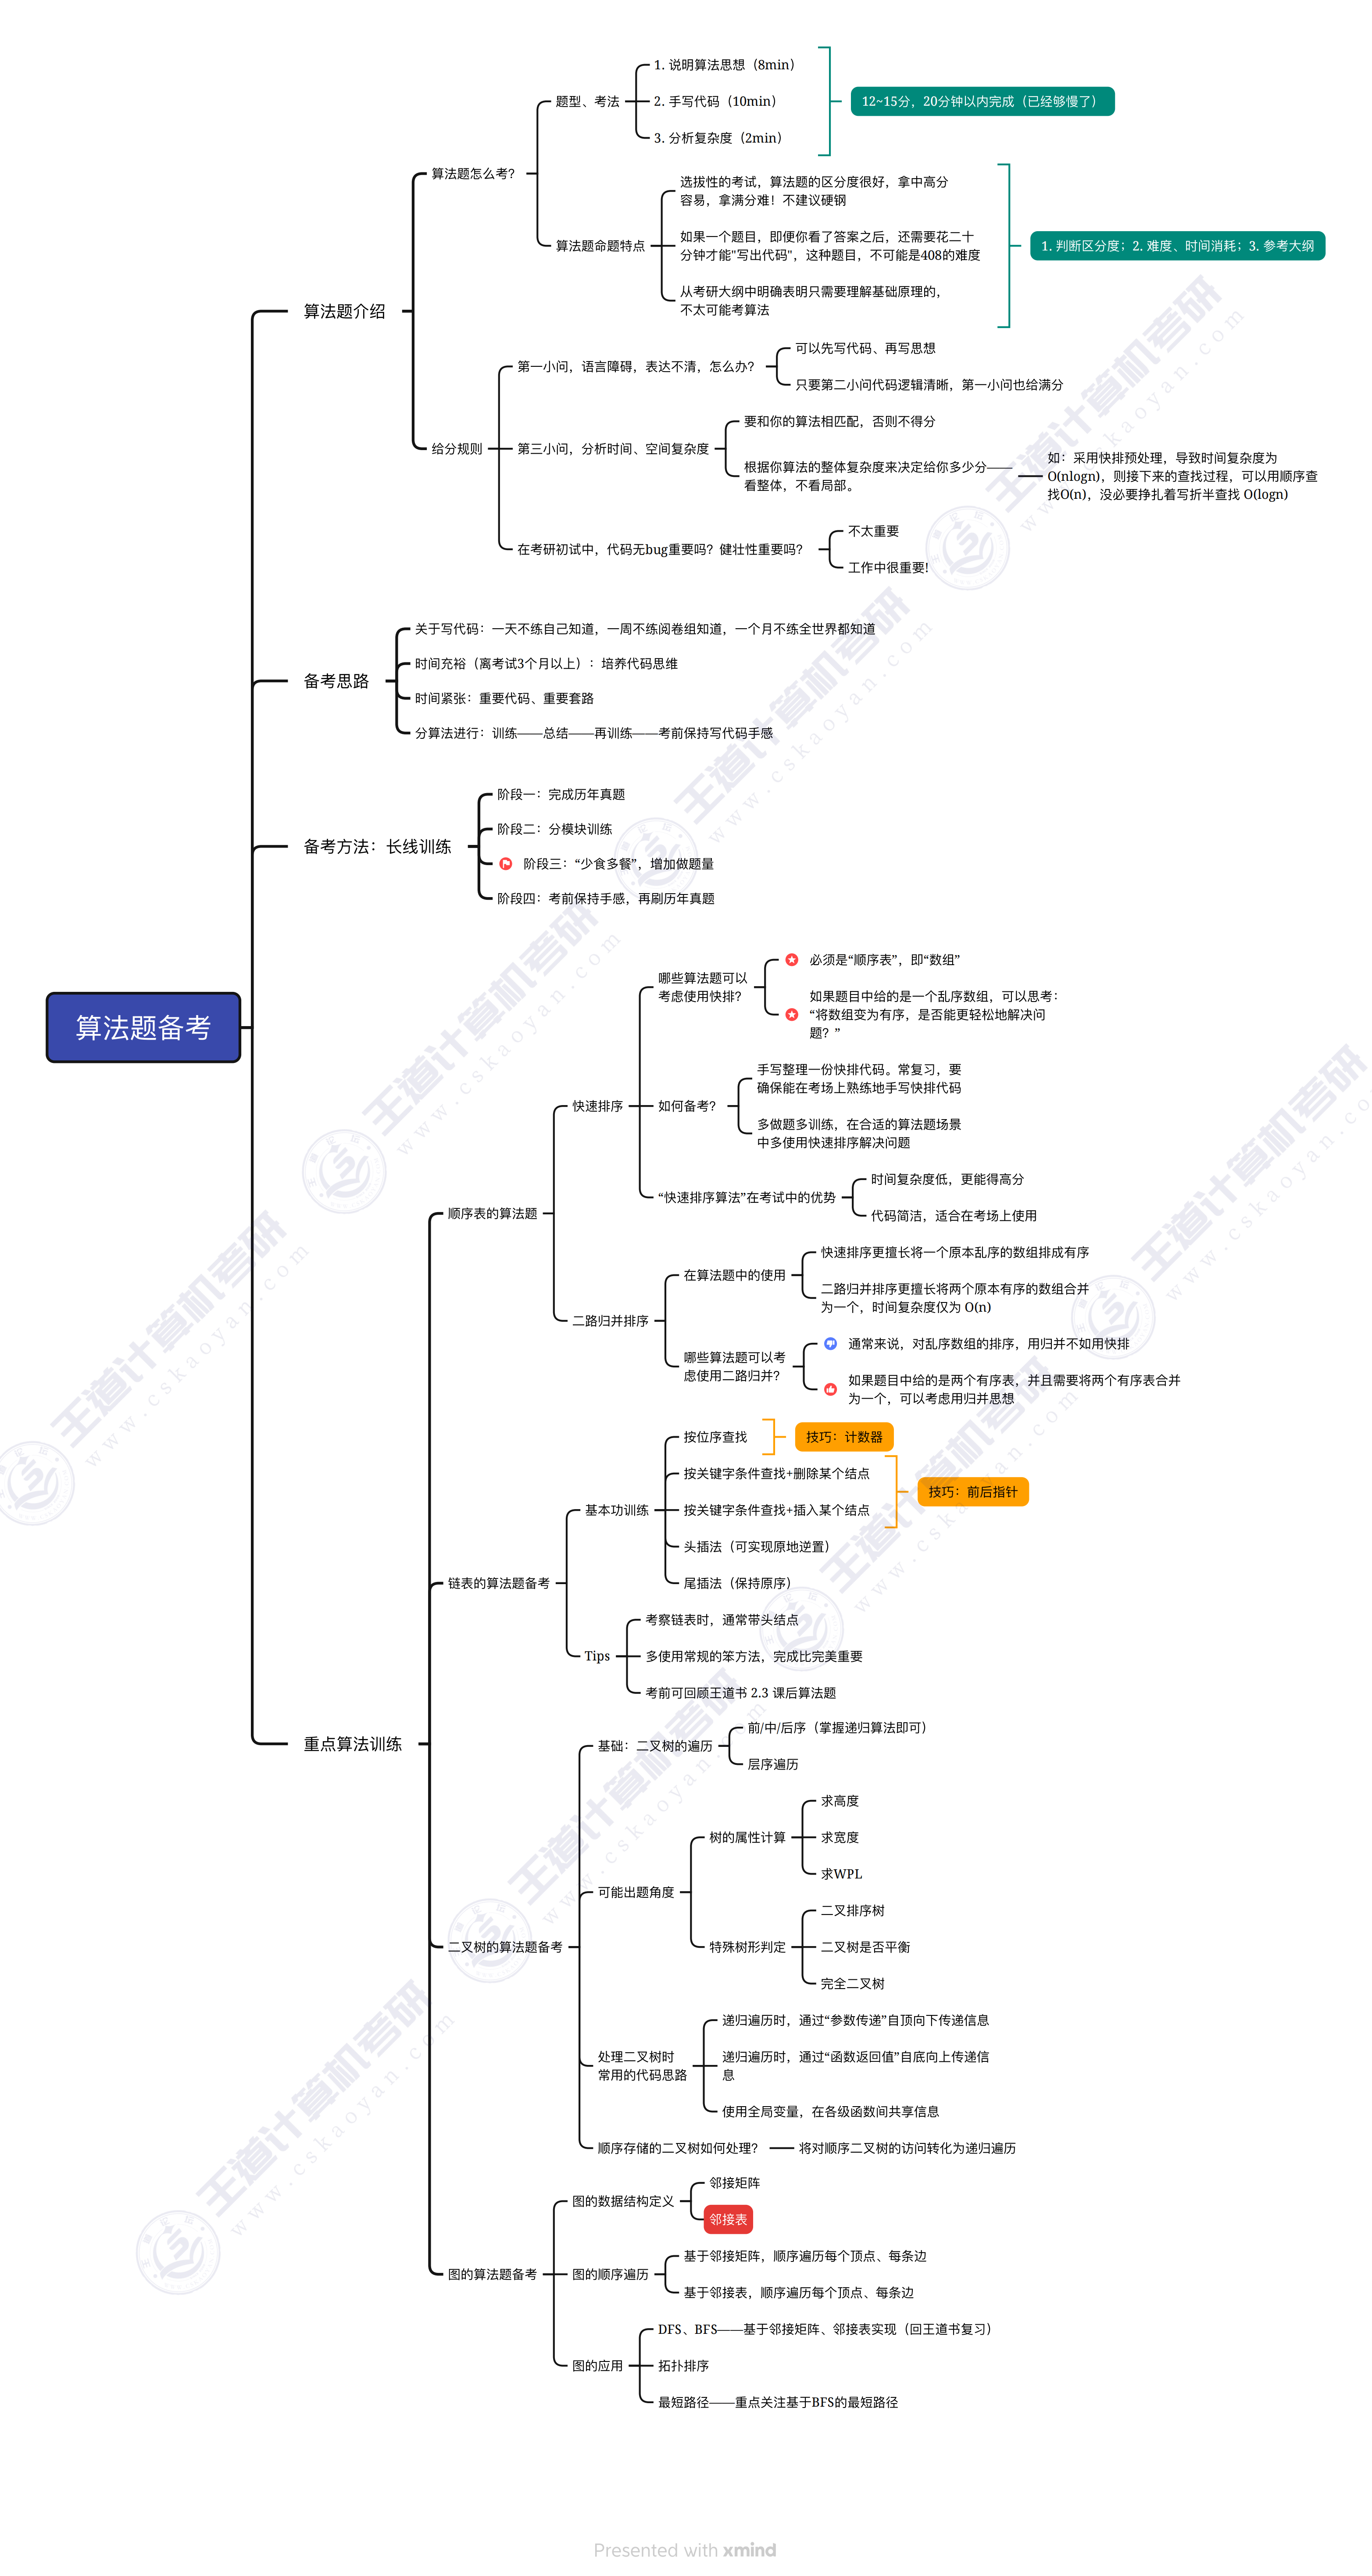 算法题备考
算法题介绍
算法题怎么考?
题型、考法
1. 说明算法思想（8min）
2. 手写代码（10min）
3. 分析复杂度（2min）
12~15分，20分钟以内完成（已经够慢了）
算法题命题特点
选拔性的考试，算法题的区分度很好，拿中高分
容易，拿满分难！不建议硬钢
如果一个题目，即便你看了答案之后，还需要花二十
分钟才能"写出代码"，这种题目，不可能是408的难度
从考研大纲中明确表明只需要理解基础原理的，
不太可能考算法
1. 判断区分度；2. 难度、时间消耗；3. 参考大纲
给分规则
第一小问，语言障碍，表达不清，怎么办?
可以先写代码、再写思想
只要第二小问代码逻辑清晰，第一小问也给满分
第三小问，分析时间、空间复杂度
要和你的算法相匹配，否则不得分
根据你算法的整体复杂度来决定给你多少分——
看整体，不看局部。
如：采用快排预处理，导致时间复杂度为
O(nlogn)，则接下来的查找过程，可以用顺序查
找O(n)，没必要挣扎着写折半查找 O(logn)
在考研初试中，代码无bug重要吗？健壮性重要吗?
不太重要
工作中很重要!
备考思路
关于写代码：一天不练自己知道，一周不练阅卷组知道，一个月不练全世界都知道
时间充裕（离考试3个月以上）：培养代码思维
时间紧张：重要代码、重要套路
分算法进行：训练——总结——再训练——考前保持写代码手感
备考方法：长线训练
阶段一：完成历年真题
阶段二：分模块训练
阶段三：“少食多餐”，增加做题量
阶段四：考前保持手感，再刷历年真题
重点算法训练
顺序表的算法题
快速排序
哪些算法题可以
考虑使用快排?
必须是“顺序表”，即“数组”
如果题目中给的是一个乱序数组，可以思考：
“将数组变为有序，是否能更轻松地解决问
题？”
如何备考?
手写整理一份快排代码。常复习，要
确保能在考场上熟练地手写快排代码
多做题多训练，在合适的算法题场景
中多使用快速排序解决问题
“快速排序算法”在考试中的优势
时间复杂度低，更能得高分
代码简洁，适合在考场上使用
二路归并排序
在算法题中的使用
快速排序更擅长将一个原本乱序的数组排成有序
二路归并排序更擅长将两个原本有序的数组合并
为一个，时间复杂度仅为 O(n)
哪些算法题可以考
虑使用二路归并?
通常来说，对乱序数组的排序，用归并不如用快排
如果题目中给的是两个有序表，并且需要将两个有序表合并
为一个，可以考虑用归并思想
链表的算法题备考
基本功训练
按位序查找
技巧：计数器
按关键字条件查找+删除某个结点
按关键字条件查找+插入某个结点
技巧：前后指针
头插法（可实现原地逆置）
尾插法（保持原序）
Tips
考察链表时，通常带头结点
多使用常规的笨方法，完成比完美重要
考前可回顾王道书 2.3 课后算法题
二叉树的算法题备考
基础：二叉树的遍历
前/中/后序（掌握递归算法即可）
层序遍历
可能出题角度
树的属性计算
求高度
求宽度
求WPL
特殊树形判定
二叉排序树
二叉树是否平衡
完全二叉树
处理二叉树时
常用的代码思路
递归遍历时，通过“参数传递”自顶向下传递信息
递归遍历时，通过“函数返回值”自底向上传递信
息
使用全局变量，在各级函数间共享信息
顺序存储的二叉树如何处理?
将对顺序二叉树的访问转化为递归遍历
图的算法题备考
图的数据结构定义
邻接矩阵
邻接表
图的顺序遍历
基于邻接矩阵，顺序遍历每个顶点、每条边
基于邻接表，顺序遍历每个顶点、每条边
图的应用
DFS、BFS——基于邻接矩阵、邻接表实现（回王道书复习）
拓扑排序
最短路径——重点关注基于BFS的最短路径
王道计算机考研
www.cskaoyan.com
Presented with xmind